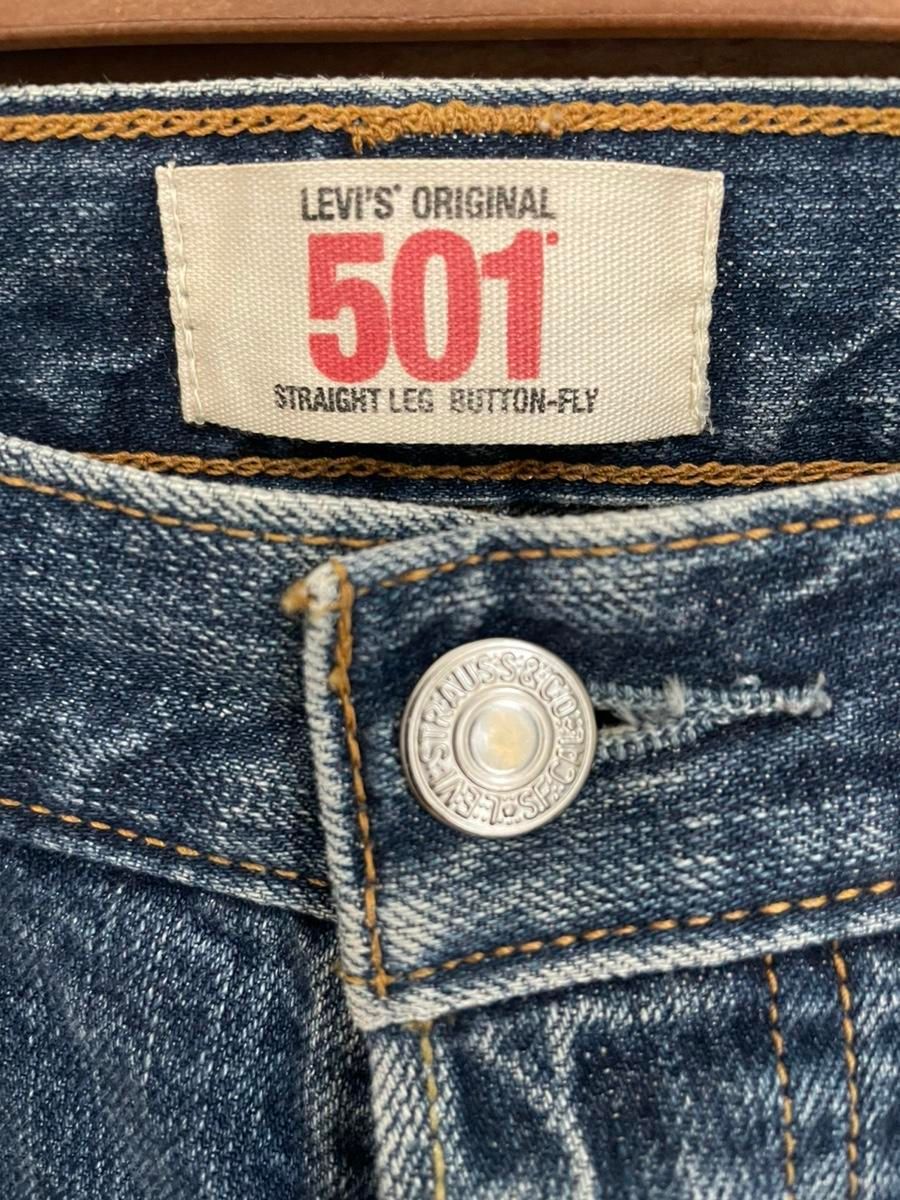 LEVI'S® ORIGINAL
501®
STRAIGHT LEG BUTTON-FLY
LEVI STRAUSS & CO. S.F. CAL.